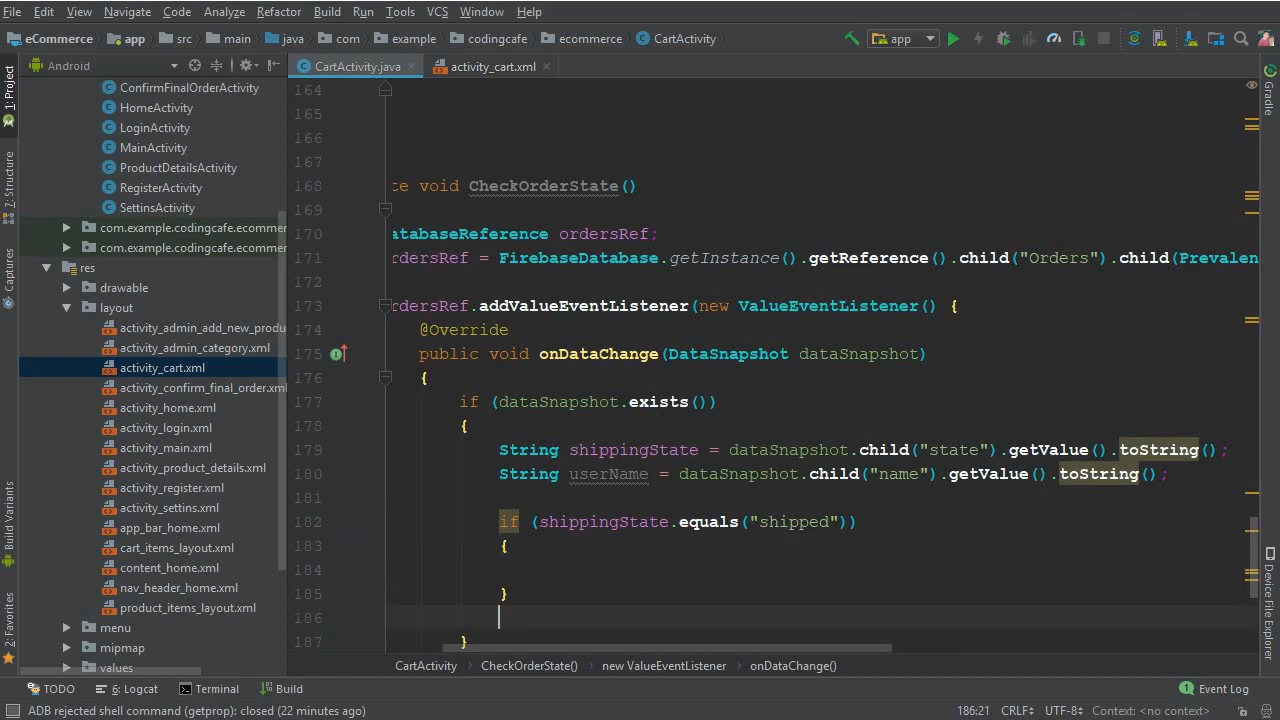 File Edit View Navigate Code Analyze Refactor Build Run Tools VCS Window Help
eCommerce app src main java com example codingcafe ecommerce CartActivity app
1: Project
7: Structure
Captures
Build Variants
2: Favorites
Android
ConfirmFinalOrderActivity
HomeActivity
LoginActivity
MainActivity
ProductDetailsActivity
RegisterActivity
SettinsActivity
com.example.codingcafe.ecommer
com.example.codingcafe.ecommer
res
drawable
layout
activity_admin_add_new_produ
activity_admin_category.xml
activity_cart.xml
activity_confirm_final_order.xml
activity_home.xml
activity_login.xml
activity_main.xml
activity_product_details.xml
activity_register.xml
activity_settins.xml
app_bar_home.xml
cart_items_layout.xml
content_home.xml
nav_header_home.xml
product_items_layout.xml
menu
mipmap
values
CartActivity.java activity_cart.xml
164
165
166
167
168 te void CheckOrderState()
169
170 atabaseReference ordersRef;
171 rdersRef = FirebaseDatabase.getInstance().getReference().child("Orders").child(Prevalen
172
173 rdersRef.addValueEventListener(new ValueEventListener() {
174 @Override
175 public void onDataChange(DataSnapshot dataSnapshot)
176 {
177 if (dataSnapshot.exists())
178 {
179 String shippingState = dataSnapshot.child("state").getValue().toString();
180 String userName = dataSnapshot.child("name").getValue().toString();
181
182 if (shippingState.equals("shipped"))
183 {
184
185 }
186
187 }
CartActivity CheckOrderState() new ValueEventListener onDataChange()
Gradle
Device File Explorer
TODO 6: Logcat Terminal Build 1 Event Log
ADB rejected shell command (getprop): closed (22 minutes ago) 186:21 CRLF UTF-8 Context: <no context>